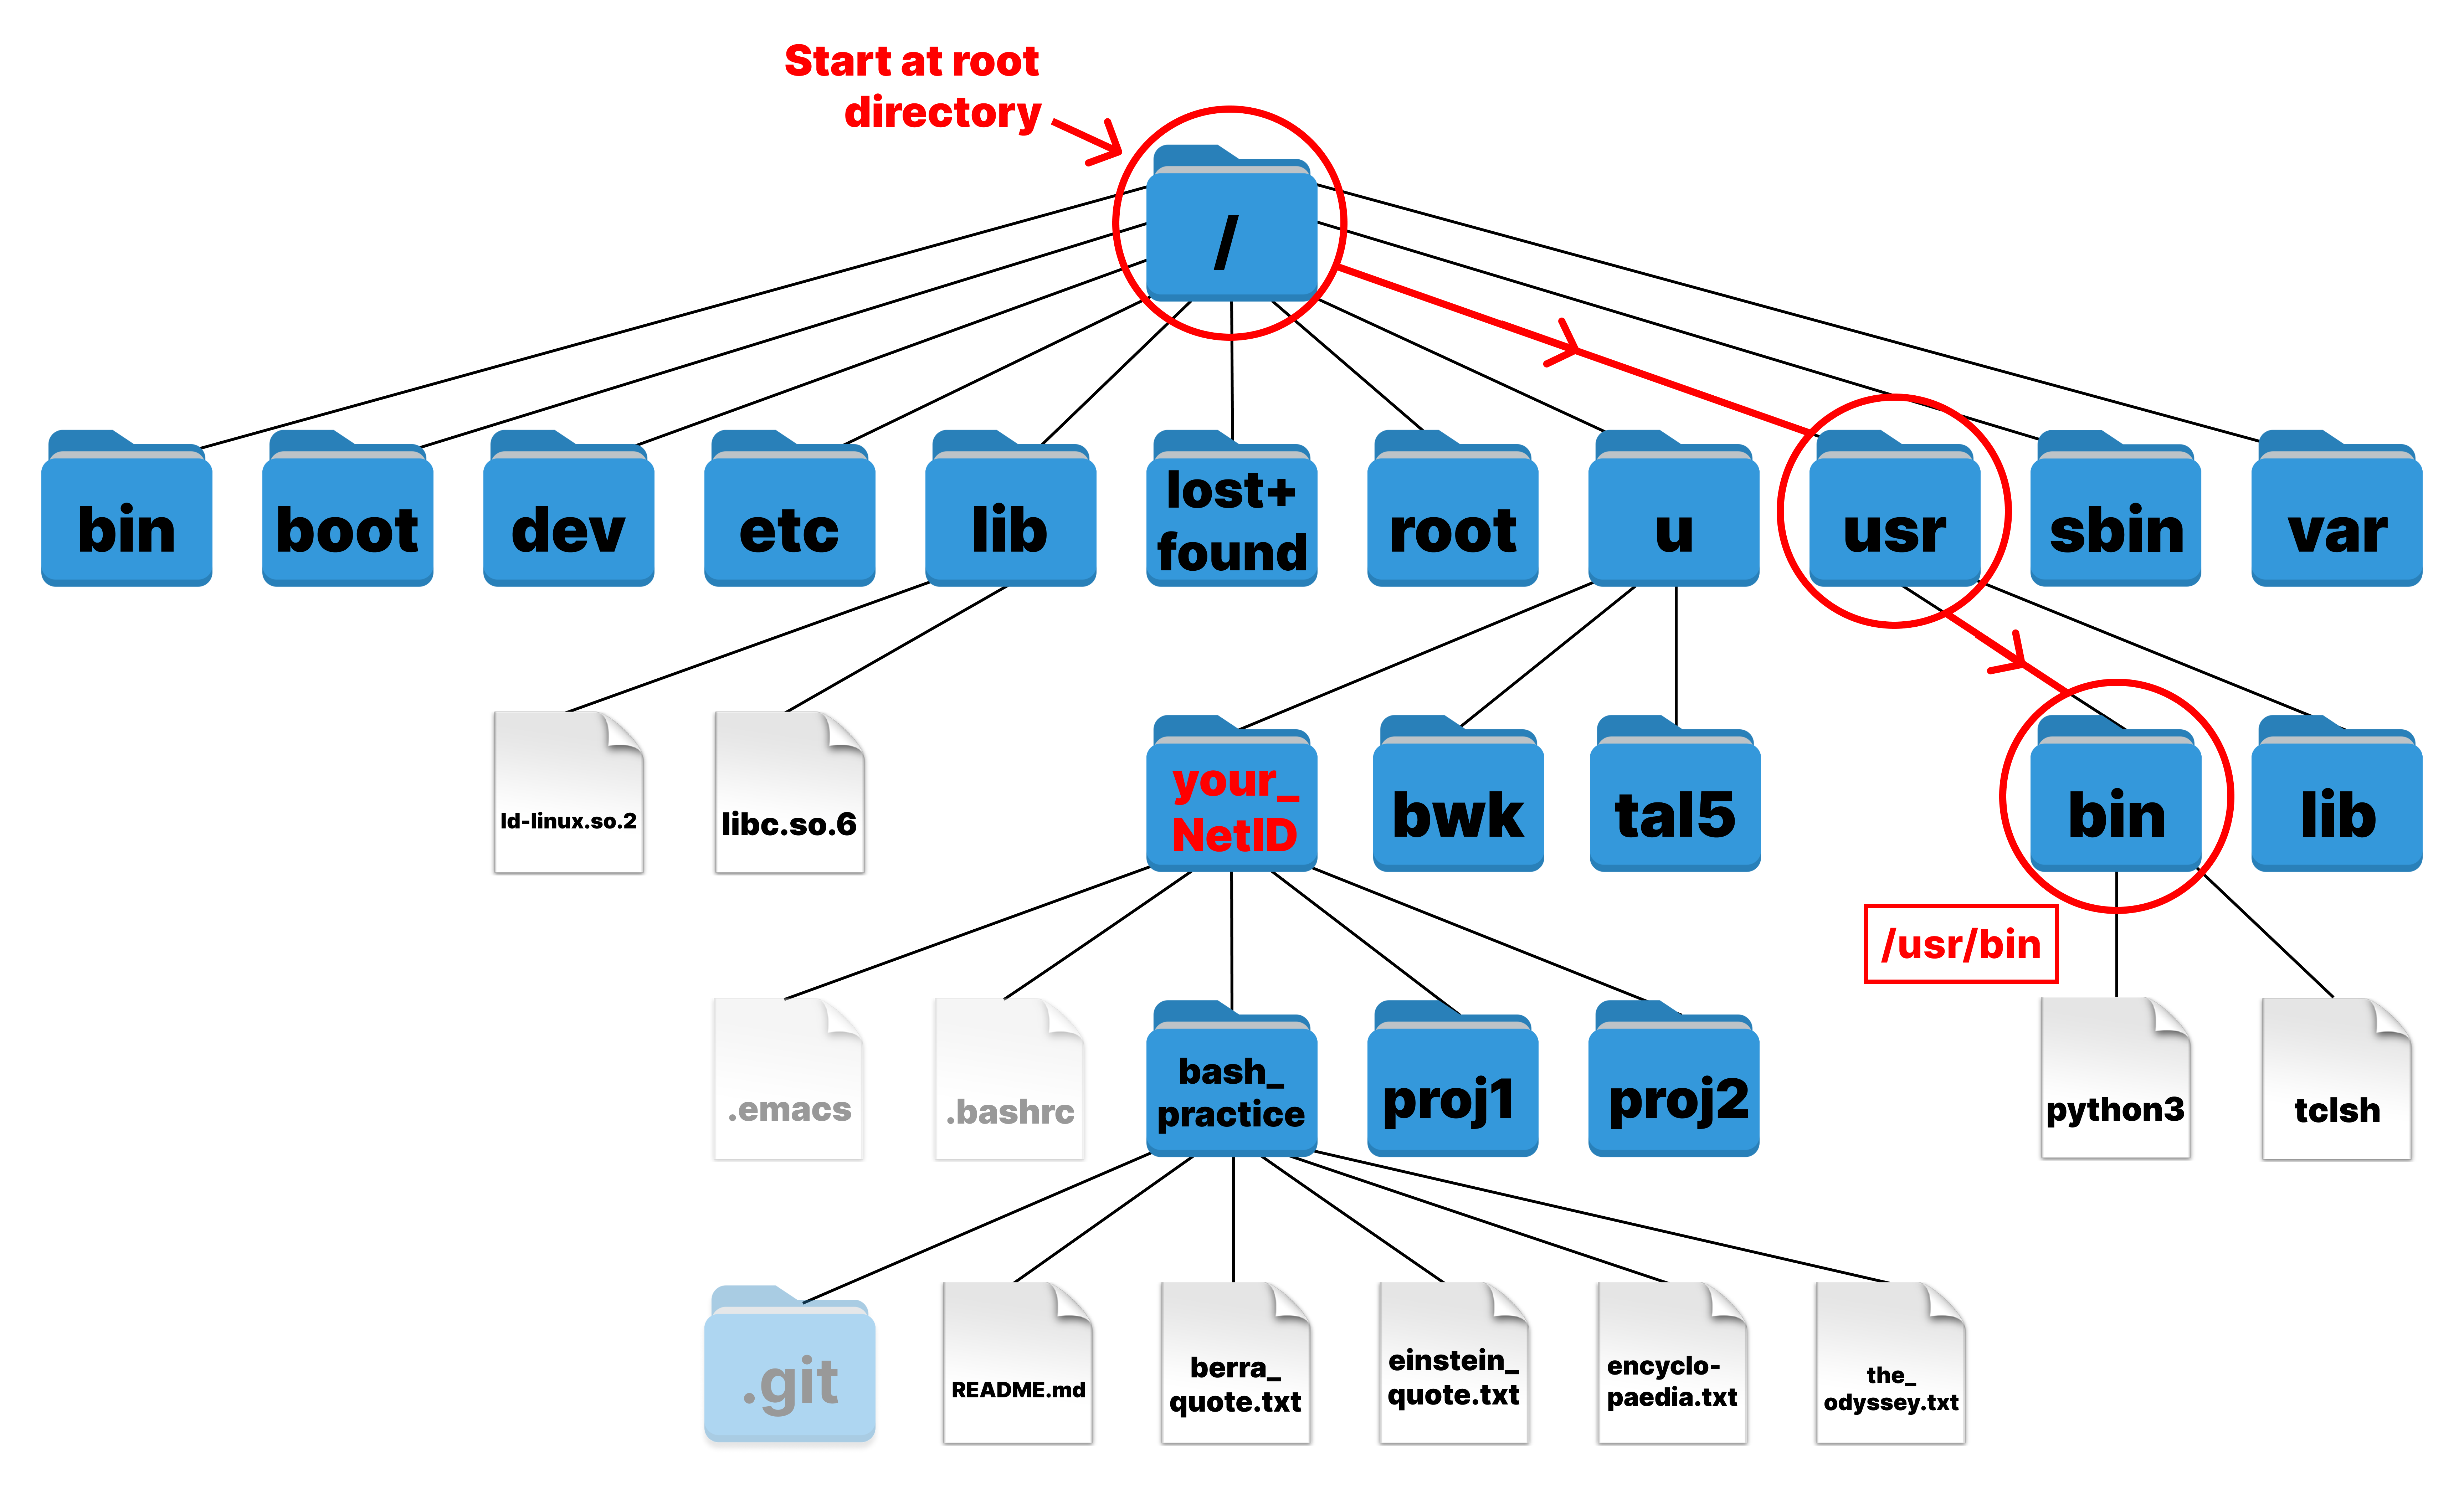 Start at root
directory
/
bin
boot
dev
etc
lib
lost+
found
root
u
usr
sbin
var
ld-linux.so.2
libc.so.6
your_
NetID
bwk
tal5
bin
lib
/usr/bin
.emacs
.bashrc
bash_
practice
proj1
proj2
python3
tclsh
.git
README.md
berra_
quote.txt
einstein_
quote.txt
encyclo-
paedia.txt
the_
odyssey.txt